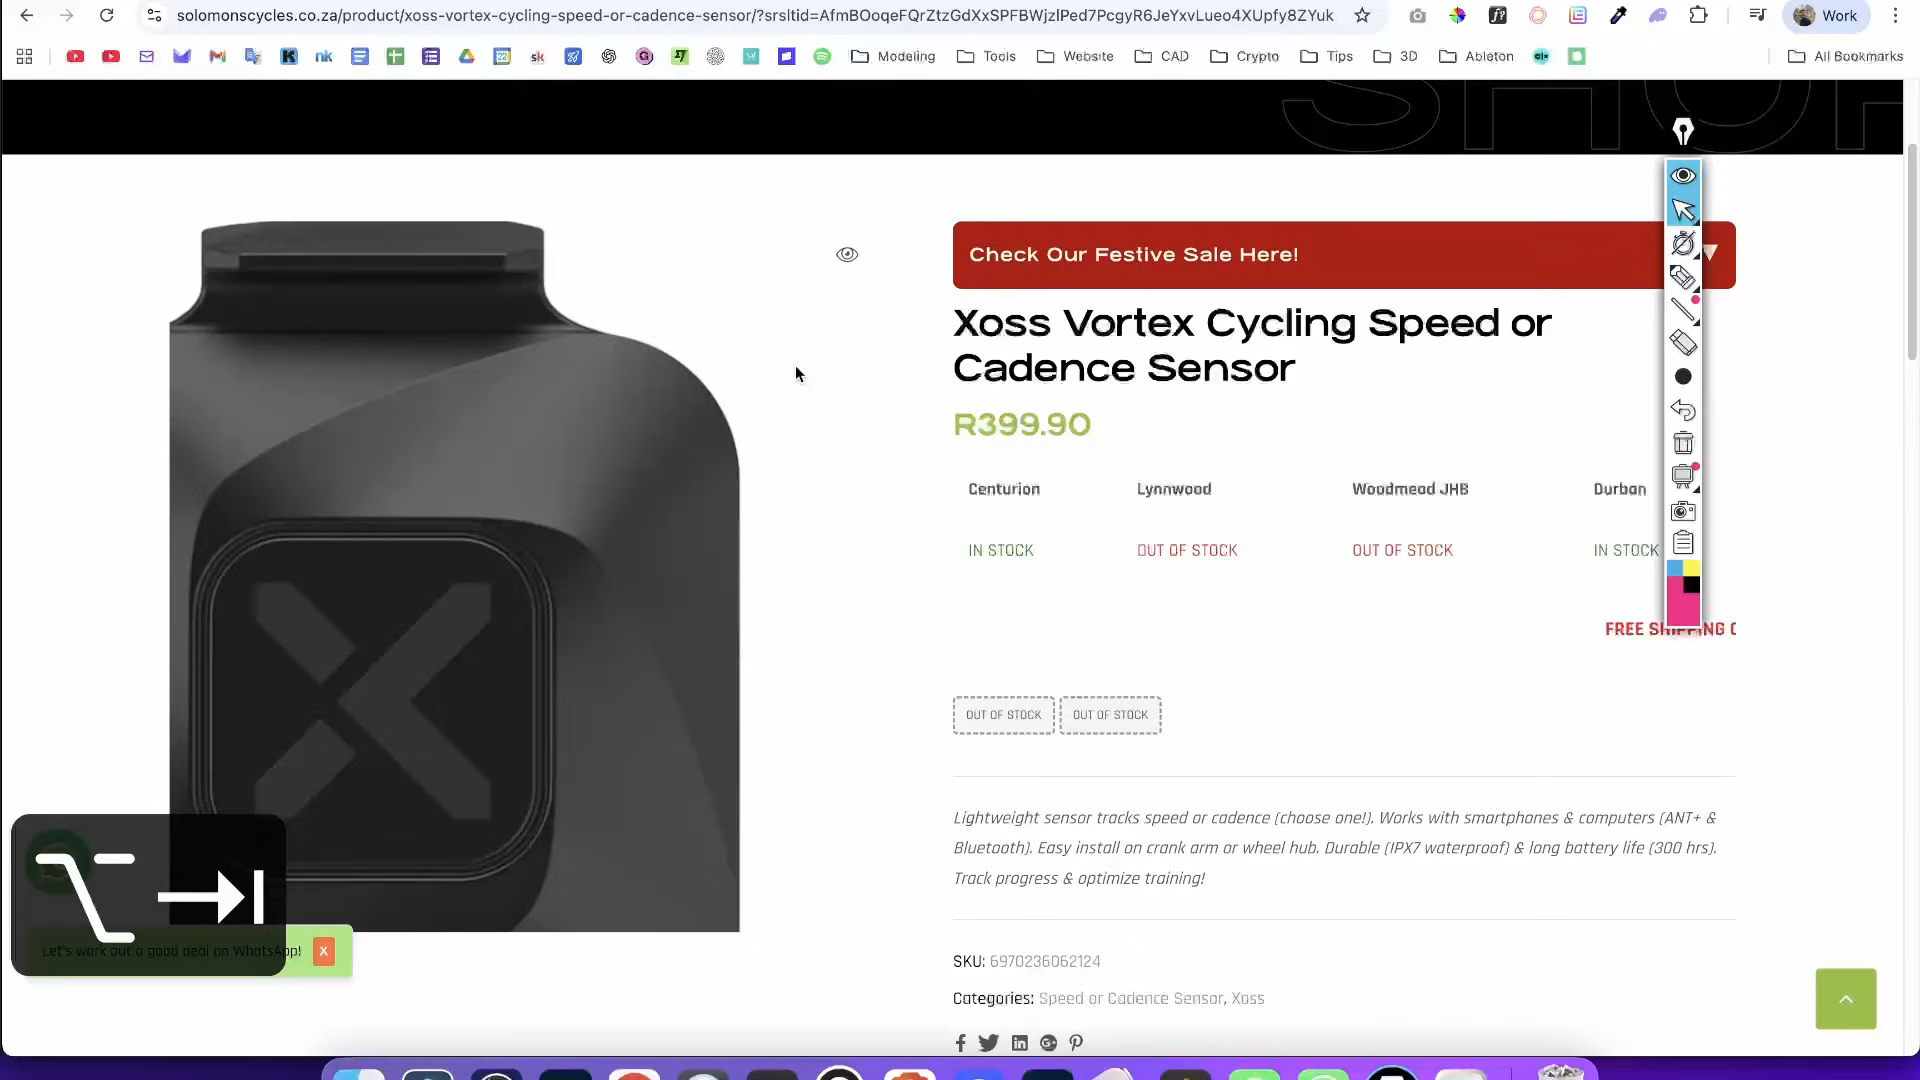 solomonscycles.co.za/product/xoss-vortex-cycling-speed-or-cadence-sensor/?srsltid=AfmBOoqeFQrZtzGdXxSPFBWjzlPed7PcgyR6JeYxvLueo4XUpfy8ZYuk
Work
Modeling
Tools
Website
CAD
Crypto
Tips
3D
Ableton
All Bookmarks
SHOP
Check Our Festive Sale Here!
Xoss Vortex Cycling Speed or
Cadence Sensor
R399.90
Centurion Lynnwood Woodmead JHB Durban
IN STOCK OUT OF STOCK OUT OF STOCK IN STOCK
FREE SHIPPING
OUT OF STOCK OUT OF STOCK
Lightweight sensor tracks speed or cadence (choose one!). Works with smartphones & computers (ANT+ &
Bluetooth). Easy install on crank arm or wheel hub. Durable (IPX7 waterproof) & long battery life (300 hrs).
Track progress & optimize training!
Let's work out a good deal on WhatsApp! X
SKU: 6970236062124
Categories: Speed or Cadence Sensor, Xoss